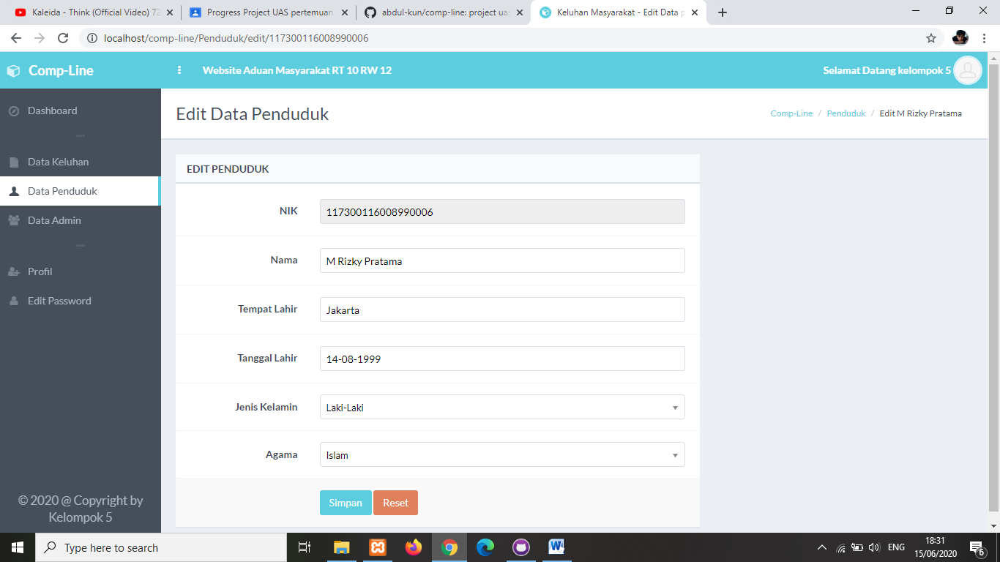 Kaleida - Think (Official Video) 72
Progress Project UAS pertemuan
abdul-kun/comp-line: project uas
Keluhan Masyarakat - Edit Data p
localhost/comp-line/Penduduk/edit/117300116008990006
Comp-Line
Website Aduan Masyarakat RT 10 RW 12
Selamat Datang kelompok 5
Dashboard
Data Keluhan
Data Penduduk
Data Admin
Profil
Edit Password
© 2020 @ Copyright by
Kelompok 5
Edit Data Penduduk
Comp-Line / Penduduk / Edit M Rizky Pratama
EDIT PENDUDUK
NIK 117300116008990006
Nama M Rizky Pratama
Tempat Lahir Jakarta
Tanggal Lahir 14-08-1999
Jenis Kelamin Laki-Laki
Agama Islam
Simpan Reset
Type here to search
ENG
18:31
15/06/2020
6